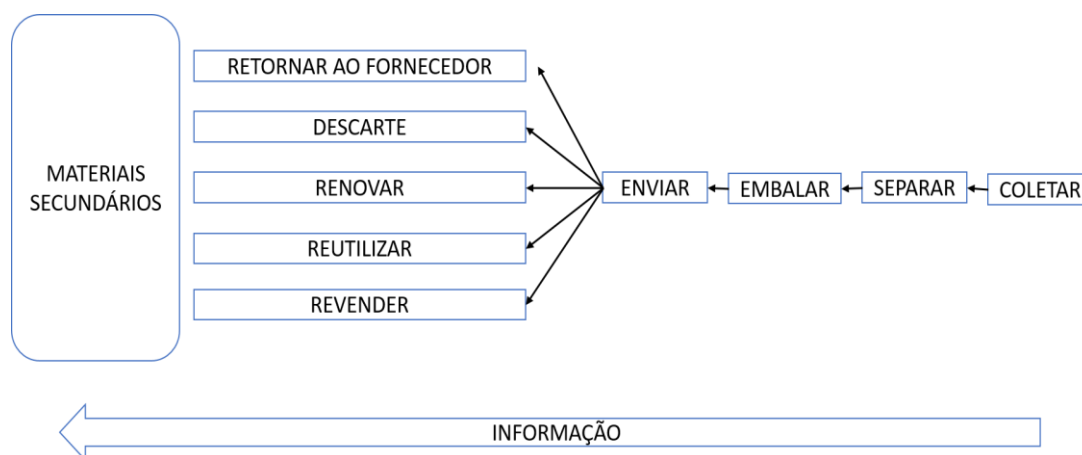 RETORNAR AO FORNECEDOR
DESCARTE
MATERIAIS
SECUNDÁRIOS
RENOVAR
ENVIAR
EMBALAR
SEPARAR
COLETAR
REUTILIZAR
REVENDER
INFORMAÇÃO